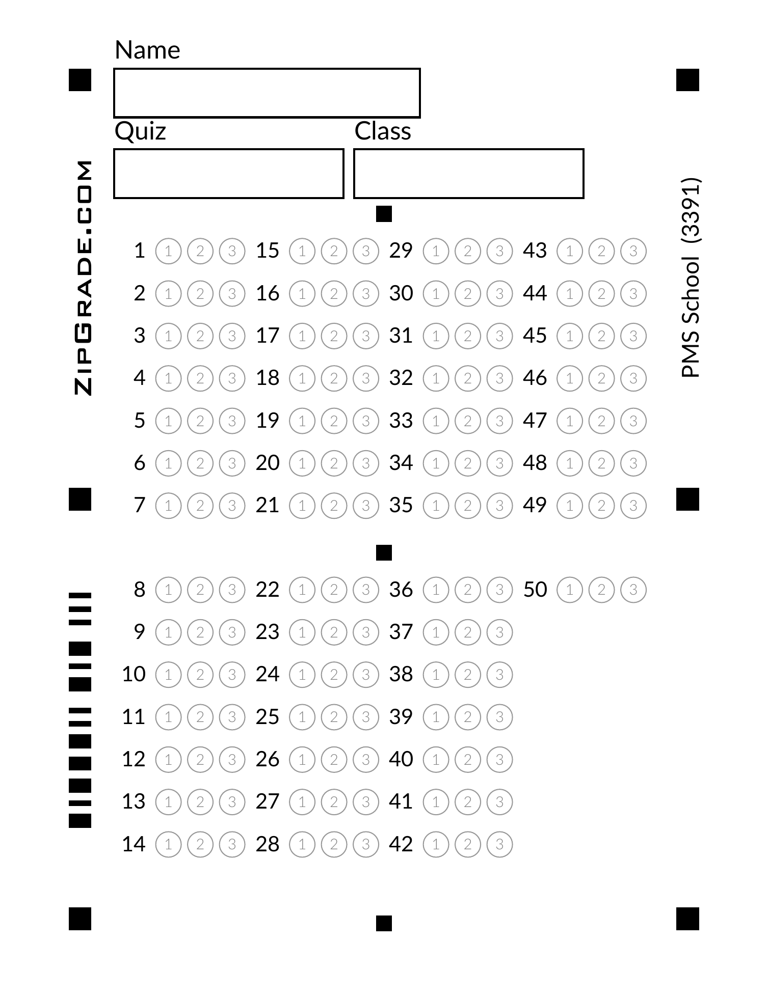 Name
Quiz Class
ZIPGRADE.COM
PMS School (3391)
1 1 2 3 15 1 2 3 29 1 2 3 43 1 2 3
2 1 2 3 16 1 2 3 30 1 2 3 44 1 2 3
3 1 2 3 17 1 2 3 31 1 2 3 45 1 2 3
4 1 2 3 18 1 2 3 32 1 2 3 46 1 2 3
5 1 2 3 19 1 2 3 33 1 2 3 47 1 2 3
6 1 2 3 20 1 2 3 34 1 2 3 48 1 2 3
7 1 2 3 21 1 2 3 35 1 2 3 49 1 2 3
8 1 2 3 22 1 2 3 36 1 2 3 50 1 2 3
9 1 2 3 23 1 2 3 37 1 2 3
10 1 2 3 24 1 2 3 38 1 2 3
11 1 2 3 25 1 2 3 39 1 2 3
12 1 2 3 26 1 2 3 40 1 2 3
13 1 2 3 27 1 2 3 41 1 2 3
14 1 2 3 28 1 2 3 42 1 2 3